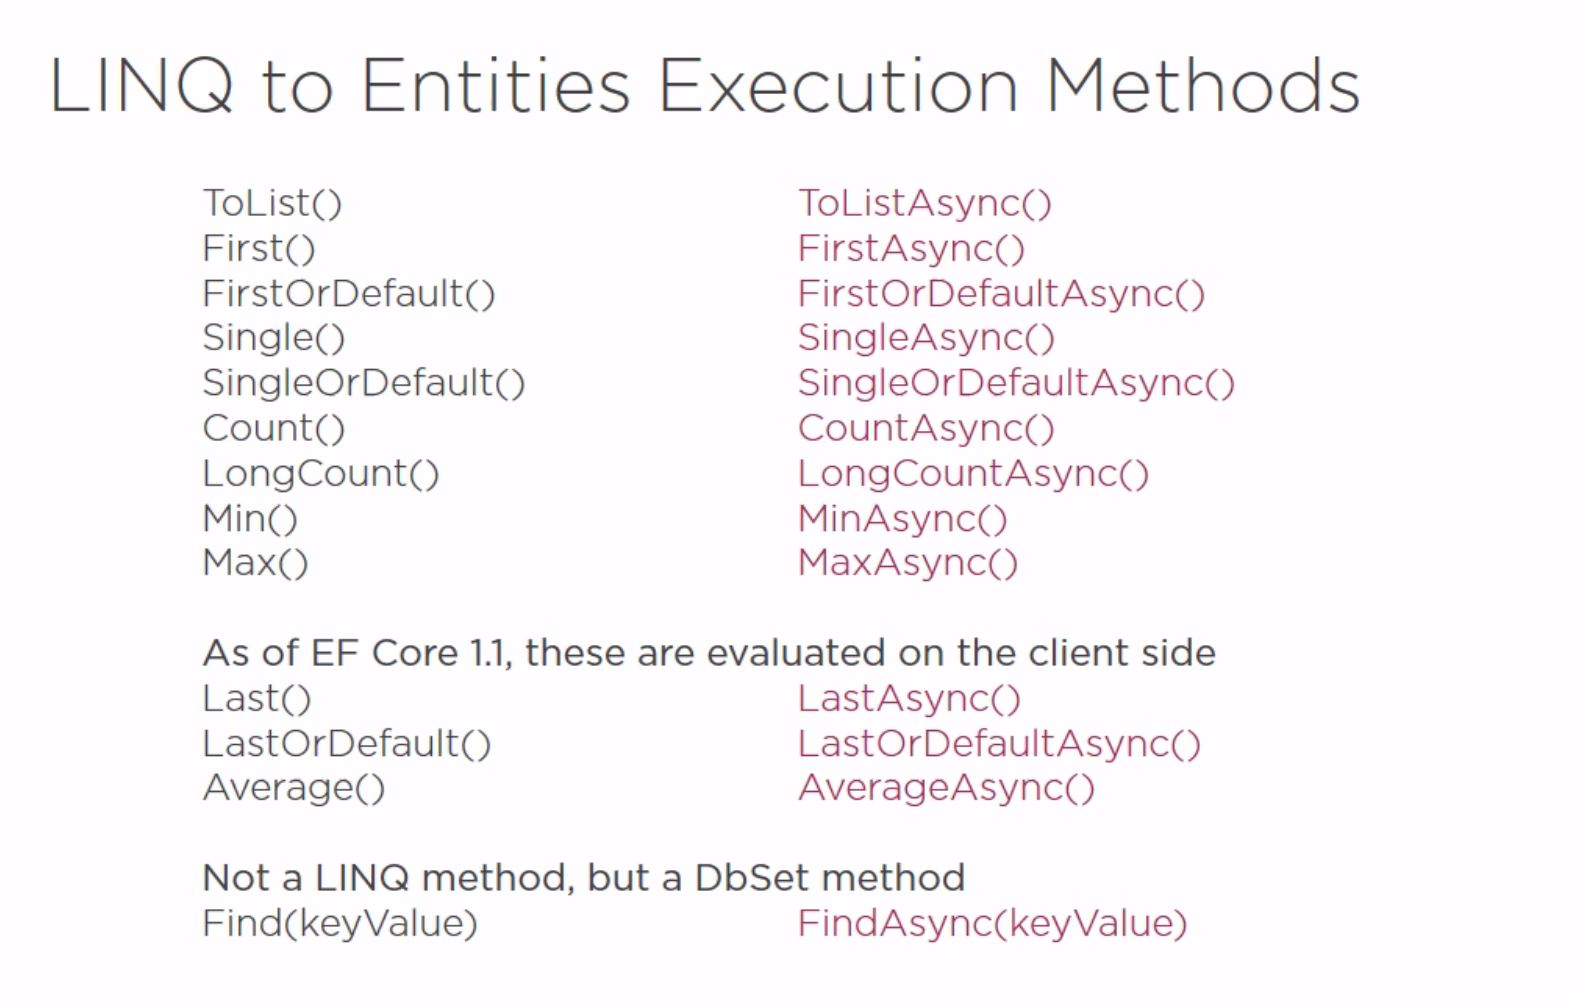 LINQ to Entities Execution Methods
ToList() ToListAsync()
First() FirstAsync()
FirstOrDefault() FirstOrDefaultAsync()
Single() SingleAsync()
SingleOrDefault() SingleOrDefaultAsync()
Count() CountAsync()
LongCount() LongCountAsync()
Min() MinAsync()
Max() MaxAsync()
As of EF Core 1.1, these are evaluated on the client side
Last() LastAsync()
LastOrDefault() LastOrDefaultAsync()
Average() AverageAsync()
Not a LINQ method, but a DbSet method
Find(keyValue) FindAsync(keyValue)